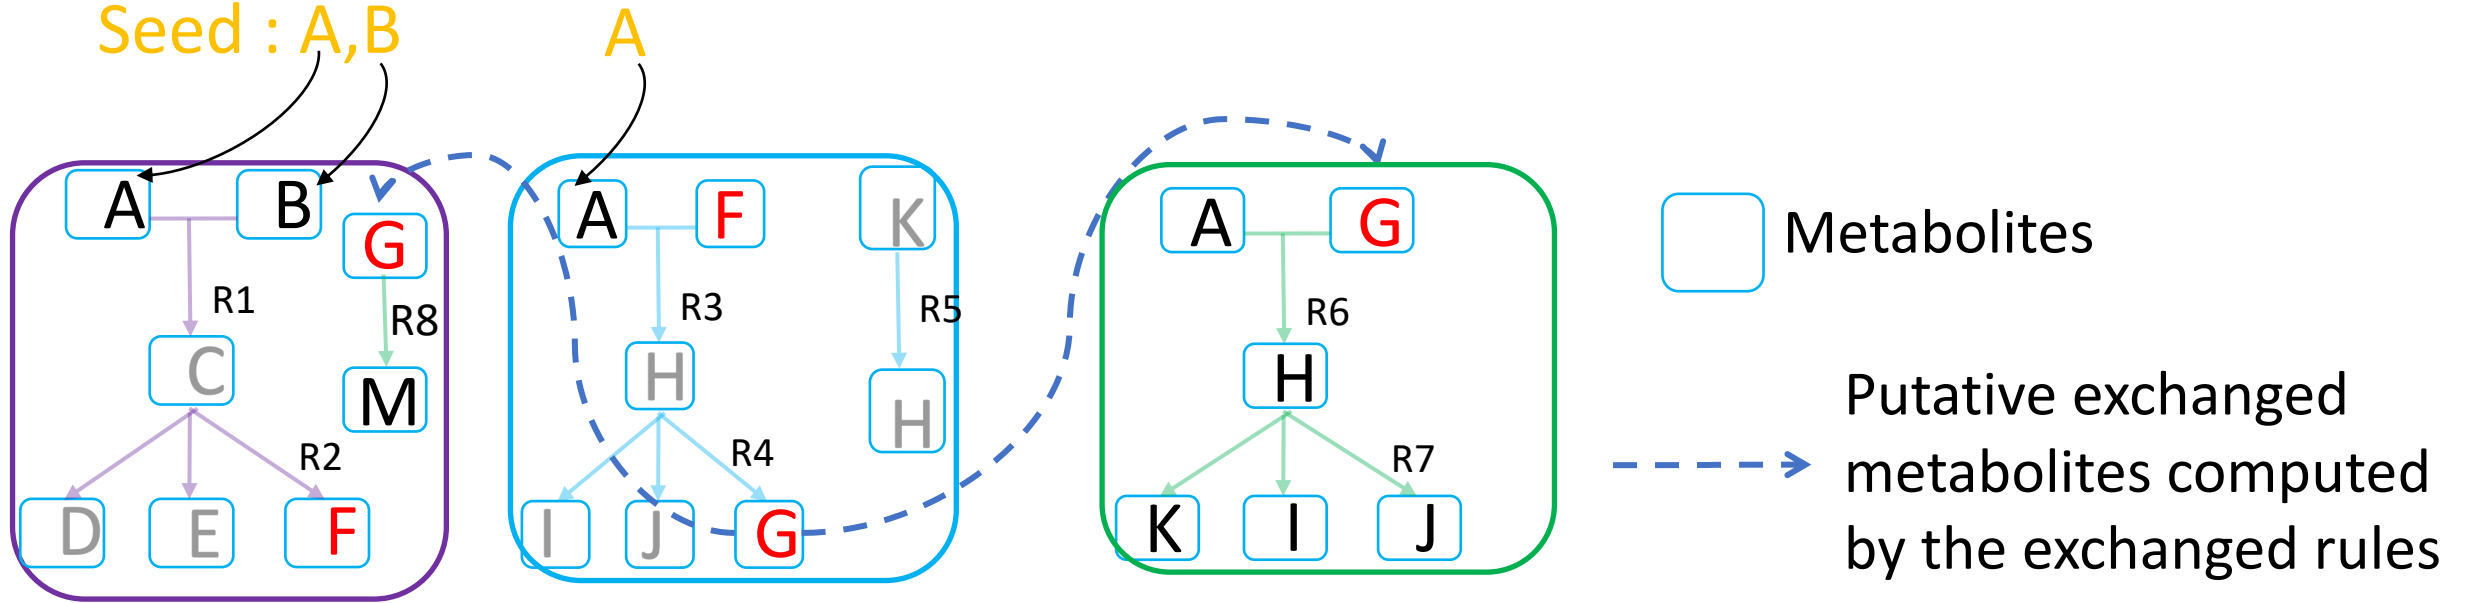 Seed : A,B
A
A B
G
R1
R8
C
M
R2
D E F
A F K
R3
R5
H
H
R4
I J G
A G
R6
H
R7
K I J
Metabolites
Putative exchanged
metabolites computed
by the exchanged rules